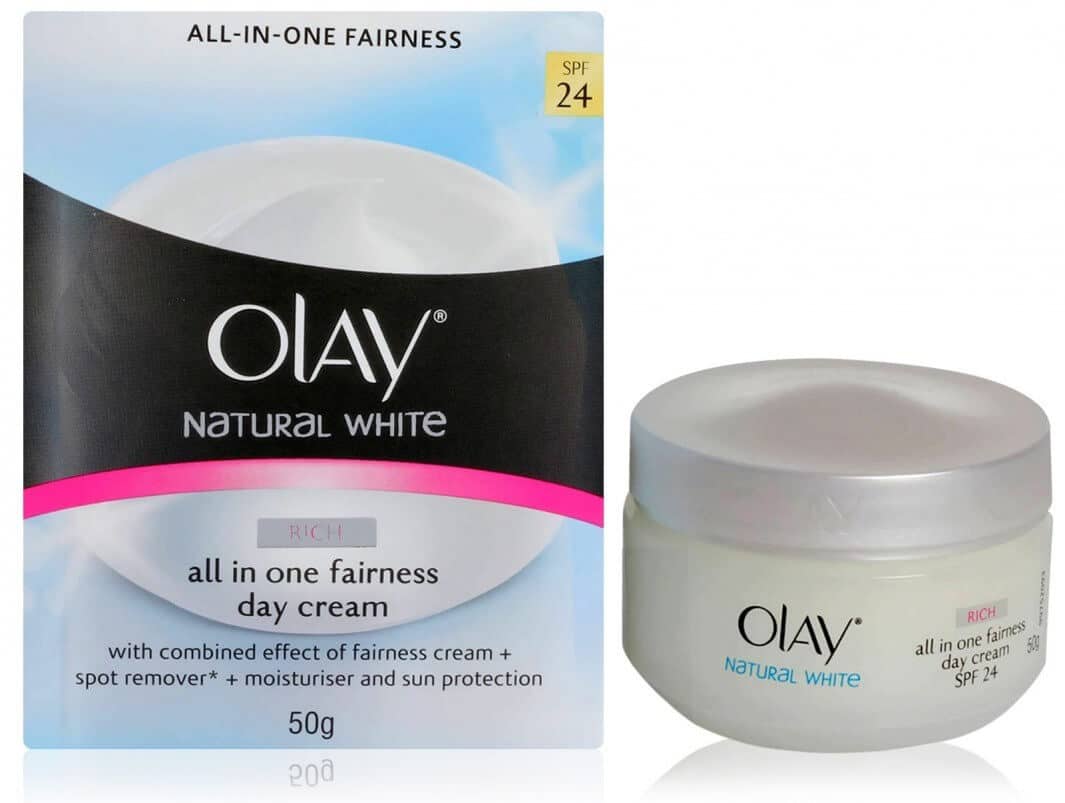 ALL-IN-ONE FAIRNESS
SPF
24
OLAY®
NATURAL WHITE
RICH
all in one fairness
day cream
with combined effect of fairness cream +
spot remover* + moisturiser and sun protection
50g
50g
OLAY®
NATURAL WHITE
RICH
all in one fairness
day cream
SPF 24
50g
99752093